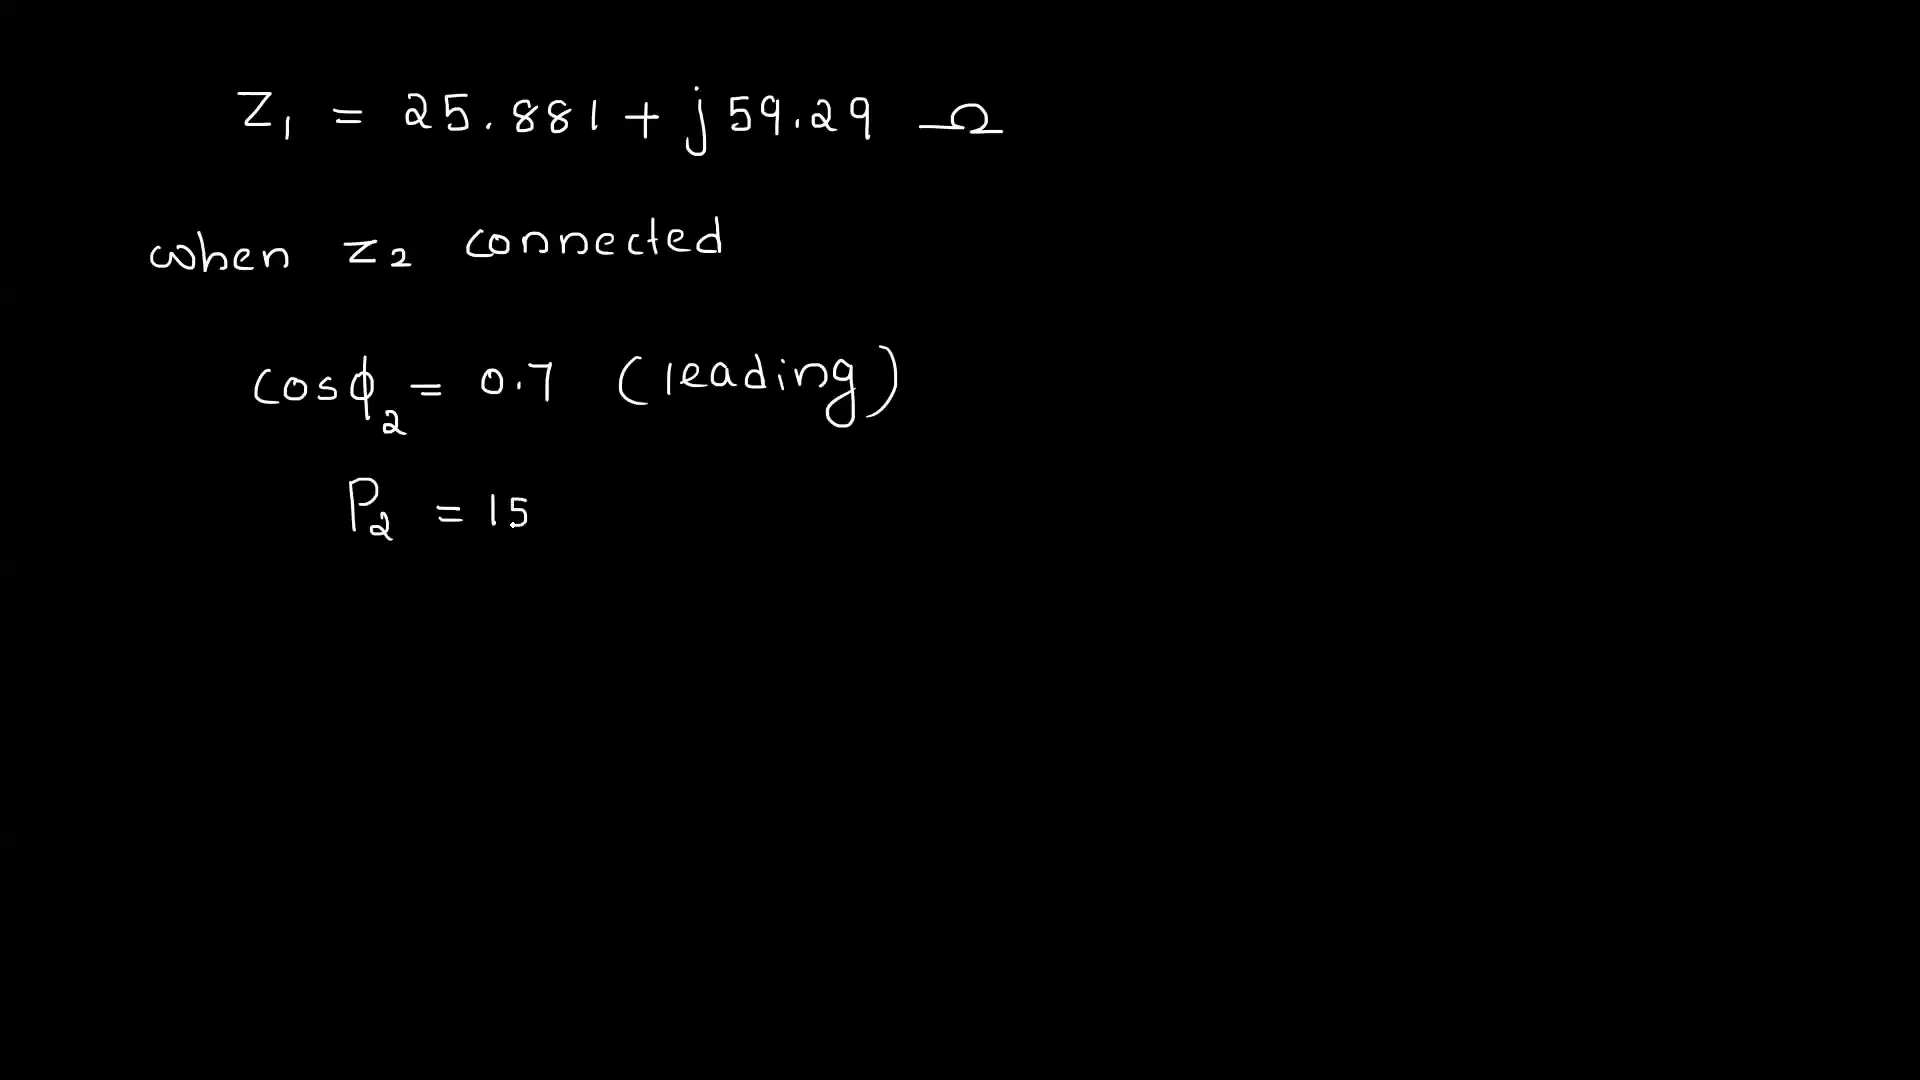 Z₁ = 25.881 + j59.29 Ω
when Z₂ connected
cosϕ₂ = 0.7 (leading)
P₂ = 15